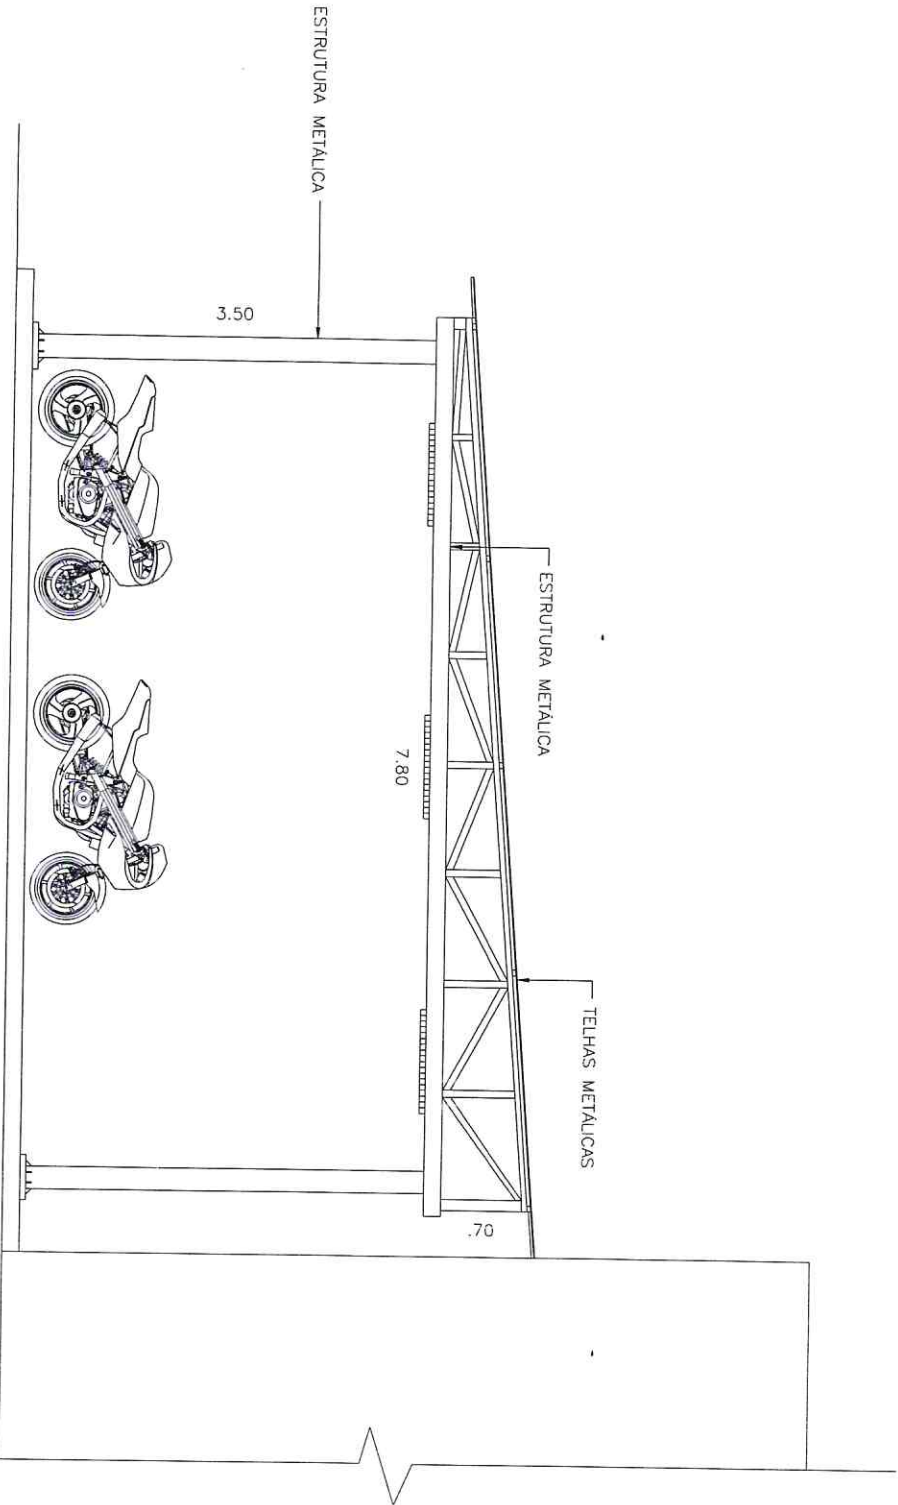 ESTRUTURA METÁLICA
3.50
ESTRUTURA METÁLICA
7.80
TELHAS METÁLICAS
.70